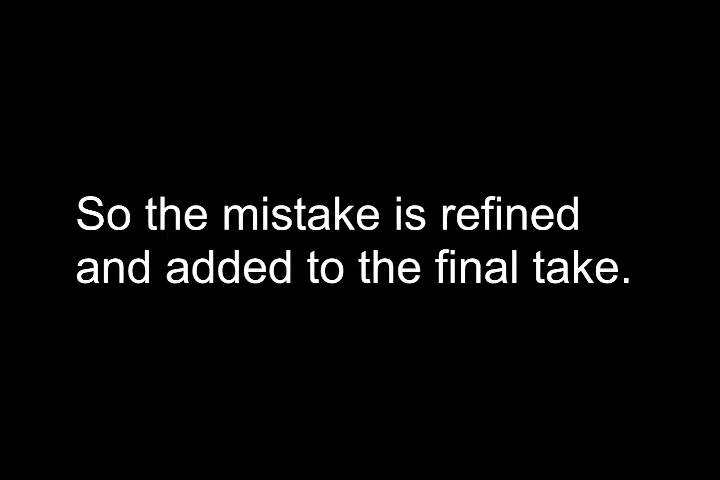 So the mistake is refined
and added to the final take.